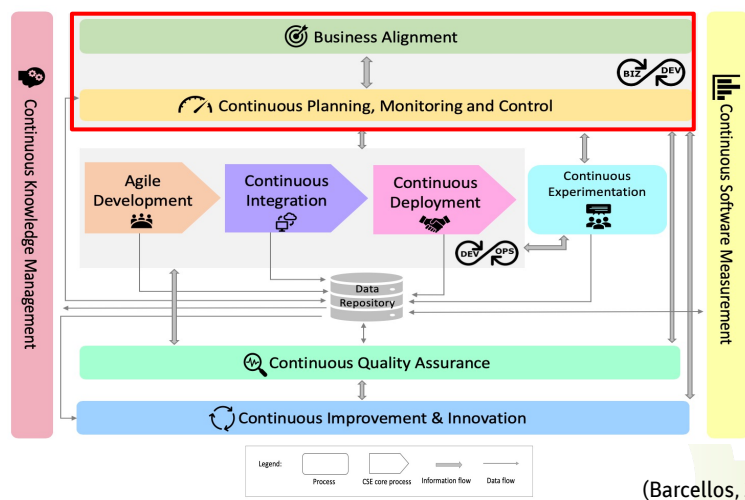 Business Alignment
BIZ DEV
Continuous Planning, Monitoring and Control
Continuous Knowledge Management
Continuous Software Measurement
Agile
Development
Continuous
Integration
Continuous
Deployment
Continuous
Experimentation
DEV OPS
Data
Repository
Continuous Quality Assurance
Continuous Improvement & Innovation
Legend:
Process
CSE core process
Information flow
Data flow
(Barcellos,